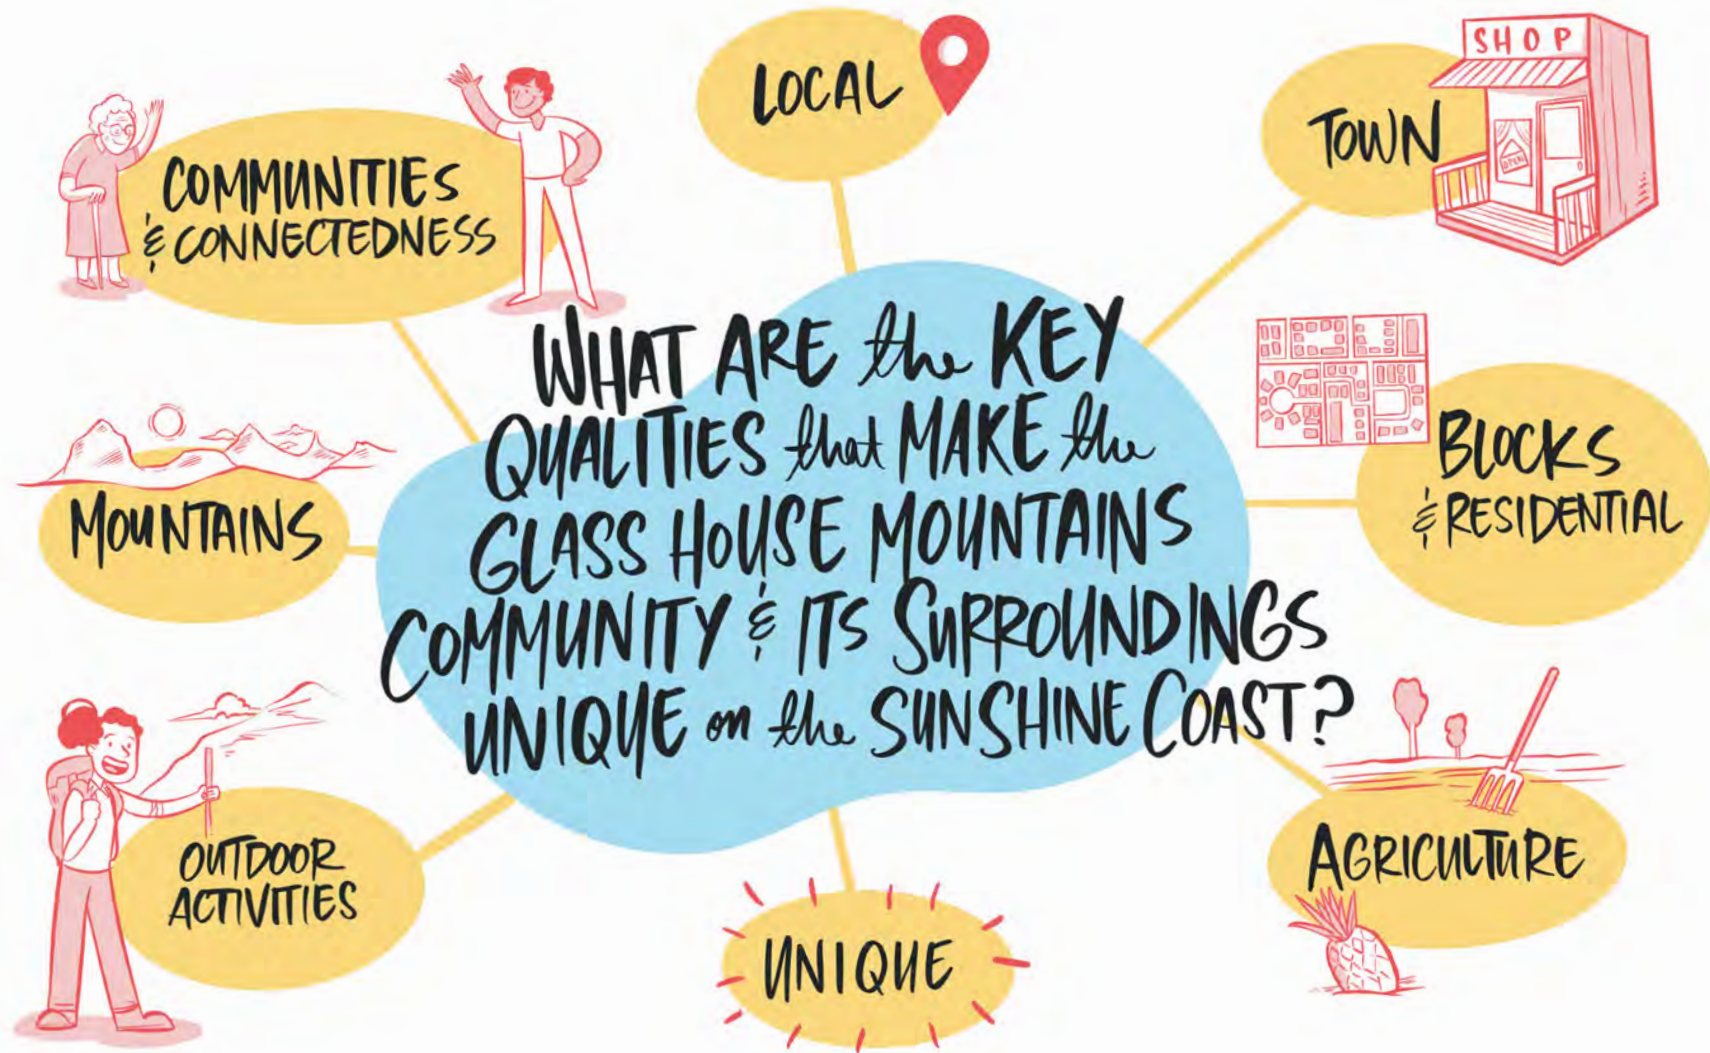 LOCAL
SHOP
OPEN
TOWN
COMMUNITIES
& CONNECTEDNESS
WHAT ARE the KEY
QUALITIES that MAKE the
GLASS HOUSE MOUNTAINS
COMMUNITY & ITS SURROUNDINGS
UNIQUE on the SUNSHINE COAST?
BLOCKS
& RESIDENTIAL
MOUNTAINS
OUTDOOR
ACTIVITIES
AGRICULTURE
UNIQUE